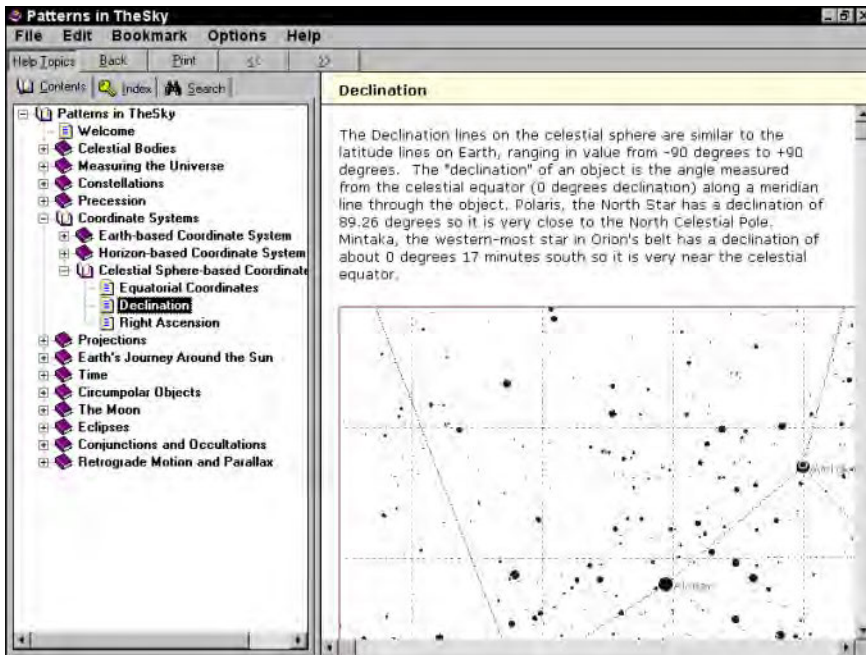 Patterns in TheSky
File Edit Bookmark Options Help
Help Topics Back Print << >>
Contents Index Search
Patterns in TheSky
Welcome
Celestial Bodies
Measuring the Universe
Constellations
Precession
Coordinate Systems
Earth-based Coordinate System
Horizon-based Coordinate System
Celestial Sphere-based Coordinate
Equatorial Coordinates
Declination
Right Ascension
Projections
Earth's Journey Around the Sun
Time
Circumpolar Objects
The Moon
Eclipses
Conjunctions and Occultations
Retrograde Motion and Parallax
Declination
The Declination lines on the celestial sphere are similar to the
latitude lines on Earth, ranging in value from -90 degrees to +90
degrees. The "declination" of an object is the angle measured
from the celestial equator (0 degrees declination) along a meridian
line through the object. Polaris, the North Star has a declination of
89.26 degrees so it is very close to the North Celestial Pole.
Mintaka, the western-most star in Orion's belt has a declination of
about 0 degrees 17 minutes south so it is very near the celestial
equator.